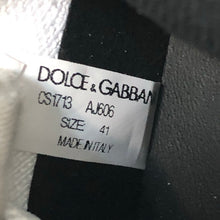 DOLCE & GABBAN
CS1713 AJ606
SIZE: 41
MADE IN ITALY